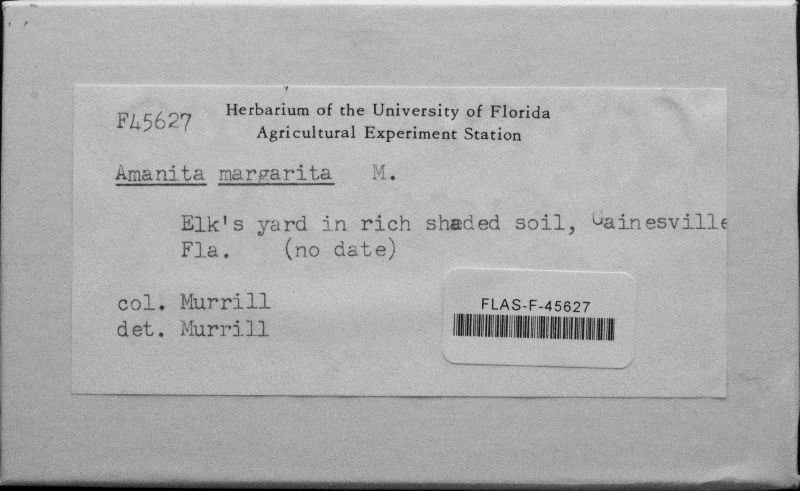 F45627
Herbarium of the University of Florida
Agricultural Experiment Station
Amanita margarita M.
Elk's yard in rich shaded soil, Gainesville
Fla. (no date)
col. Murrill
det. Murrill
FLAS-F-45627